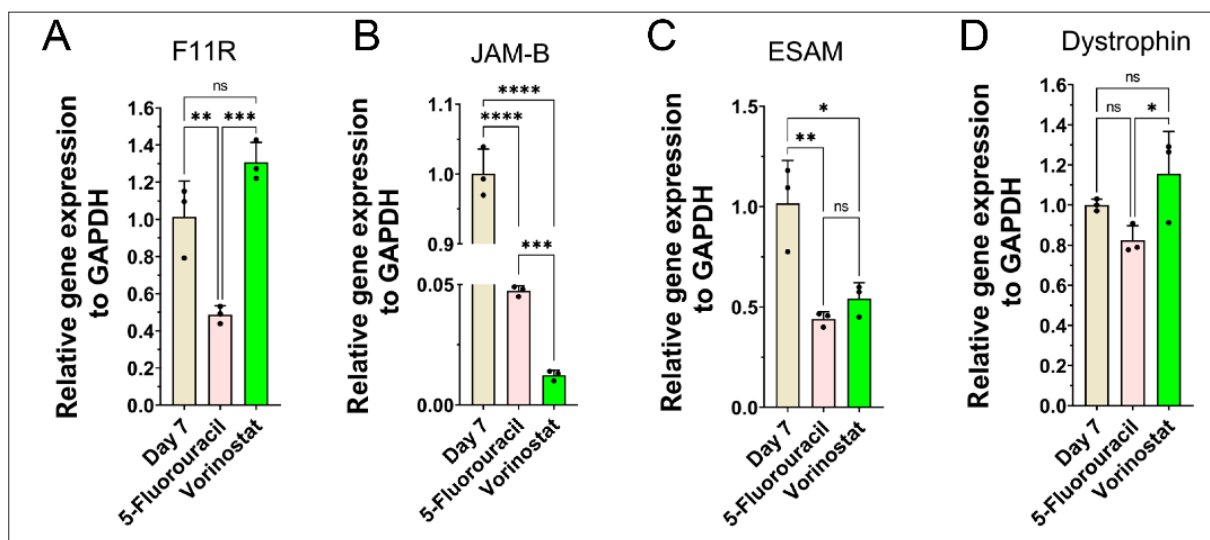 A
F11R
Relative gene expression
to GAPDH
1.6
1.4
1.2
1.0
0.8
0.6
0.4
0.2
0.0
ns
**
***
Day 7
5-Fluorouracil
Vorinostat
B
JAM-B
Relative gene expression
to GAPDH
1.1
1.0
0.9
0.05
0.00
****
****
***
Day 7
5-Fluorouracil
Vorinostat
C
ESAM
Relative gene expression
to GAPDH
1.5
1.0
0.5
0.0
*
**
ns
Day 7
5-Fluorouracil
Vorinostat
D
Dystrophin
Relative gene expression
to GAPDH
1.6
1.4
1.2
1.0
0.8
0.6
0.4
0.2
0.0
ns
ns
*
Day 7
5-Fluorouracil
Vorinostat